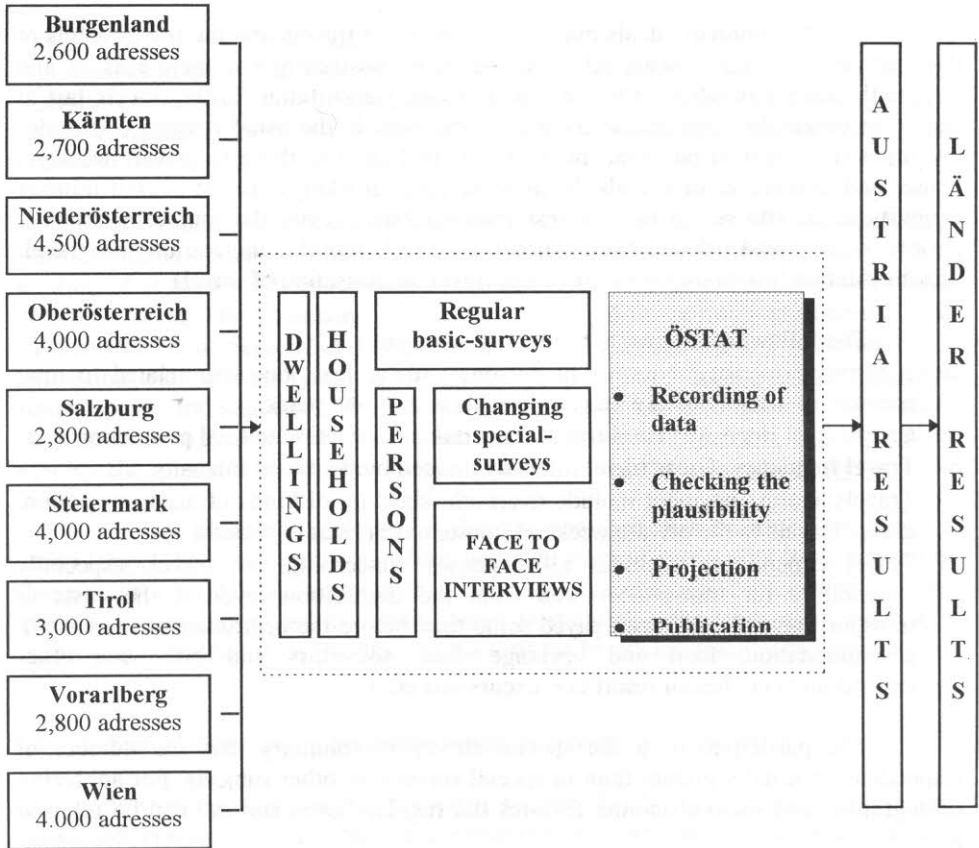 Burgenland
2,600 adresses
Kärnten
2,700 adresses
Niederösterreich
4,500 addresses
Oberösterreich
4,000 adresses
Salzburg
2,800 adresses
Steiermark
4,000 adresses
Tirol
3,000 adresses
Vorarlberg
2,800 adresses
Wien
4,000 adresses
DWELLINGS
HOUSEHOLDS
PERSONS
Regular
basic-surveys
Changing
special-
surveys
FACE TO
FACE
INTERVIEWS
ÖSTAT
• Recording of
data
• Checking the
plausibility
• Projection
• Publication
AUSTRIA RESULTS
LÄNDER RESULTS